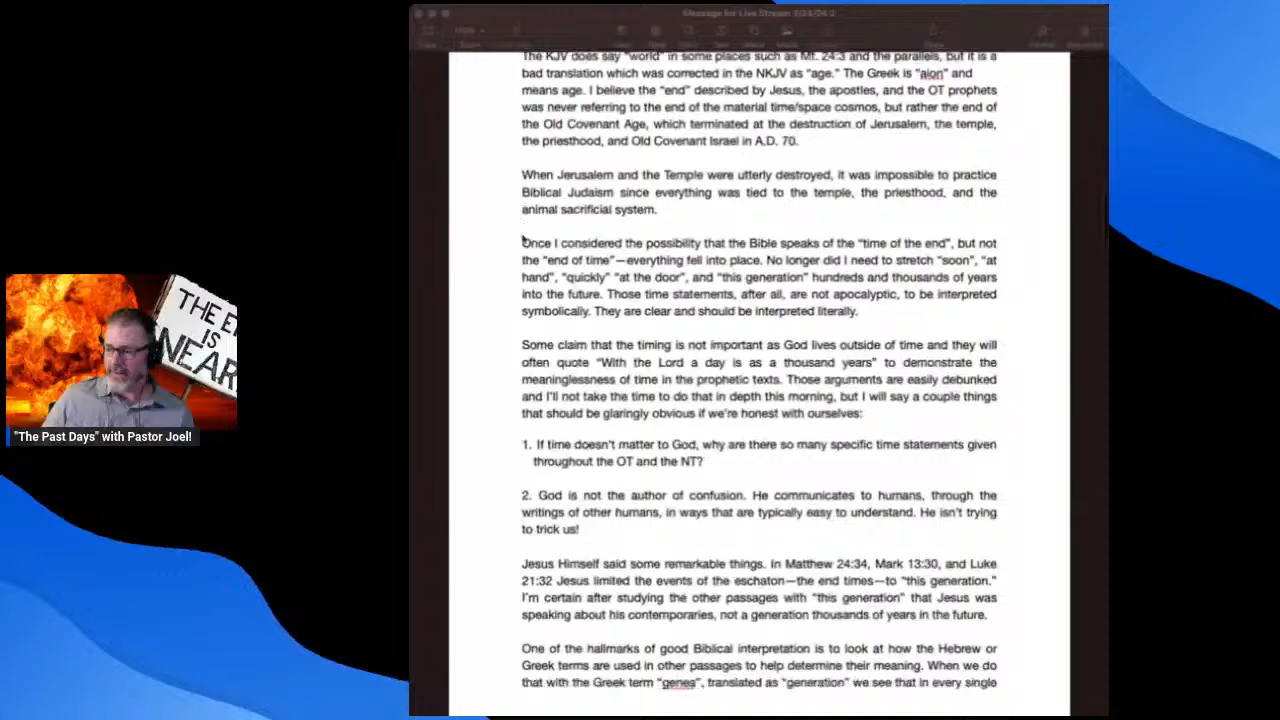 Message for Live Stream
The KJV does say "world" in some places such as Mt. 24:3 and the parallels, but it is a
bad translation which was corrected in the NKJV as "age." The Greek is "aion" and
means age. I believe the "end" described by Jesus, the apostles, and the OT prophets
was never referring to the end of the material time/space cosmos, but rather the end of
the Old Covenant Age, which terminated at the destruction of Jerusalem, the temple,
the priesthood, and Old Covenant Israel in A.D. 70.
When Jerusalem and the Temple were utterly destroyed, it was impossible to practice
Biblical Judaism since everything was tied to the temple, the priesthood, and the
animal sacrificial system.
Once I considered the possibility that the Bible speaks of the "time of the end", but not
the "end of time"—everything fell into place. No longer did I need to stretch "soon", "at
hand", "quickly" "at the door", and "this generation" hundreds and thousands of years
into the future. Those time statements, after all, are not apocalyptic, to be interpreted
symbolically. They are clear and should be interpreted literally.
Some claim that the timing is not important as God lives outside of time and they will
often quote "With the Lord a day is as a thousand years" to demonstrate the
meaninglessness of time in the prophetic texts. Those arguments are easily debunked
and I'll not take the time to do that in depth this morning, but I will say a couple things
that should be glaringly obvious if we're honest with ourselves:
1. If time doesn't matter to God, why are there so many specific time statements given
throughout the OT and the NT?
2. God is not the author of confusion. He communicates to humans, through the
writings of other humans, in ways that are typically easy to understand. He isn't trying
to trick us!
Jesus Himself said some remarkable things. In Matthew 24:34, Mark 13:30, and Luke
21:32 Jesus limited the events of the eschaton—the end times—to "this generation."
I'm certain after studying the other passages with "this generation" that Jesus was
speaking about his contemporaries, not a generation thousands of years in the future.
One of the hallmarks of good Biblical interpretation is to look at how the Hebrew or
Greek terms are used in other passages to help determine their meaning. When we do
that with the Greek term "genea", translated as "generation" we see that in every single
THE
IS
NEAR
"The Past Days" with Pastor Joel!